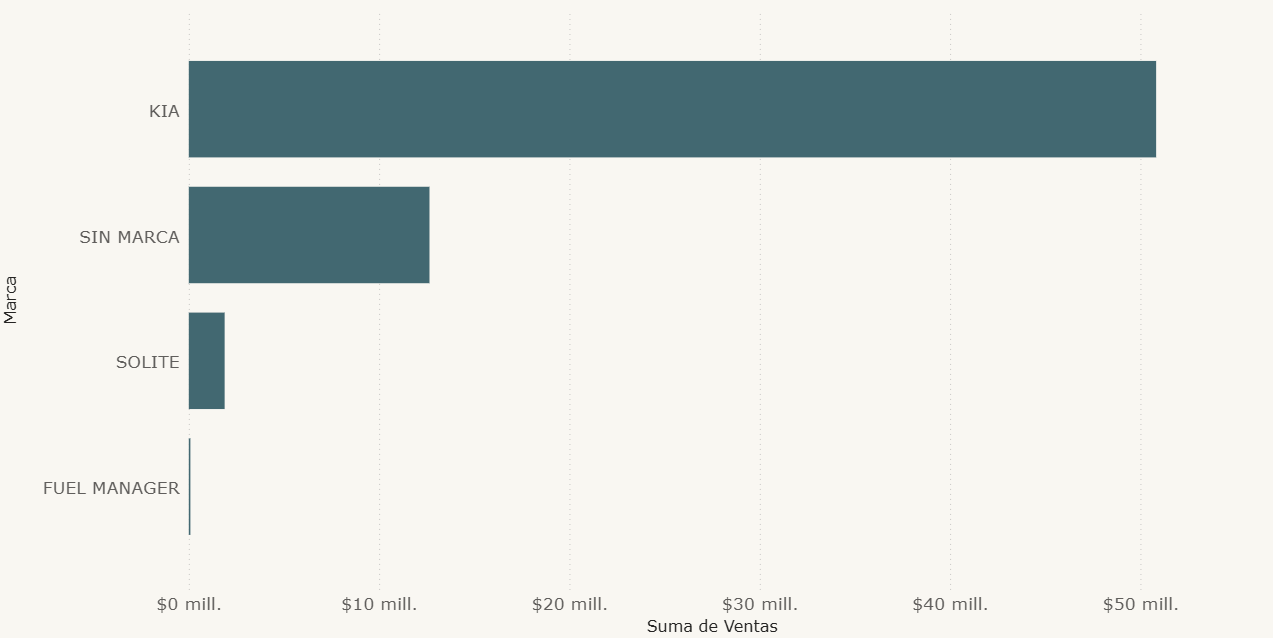 KIA
SIN MARCA
SOLITE
FUEL MANAGER
Marca
$0 mill. $10 mill. $20 mill. $30 mill. $40 mill. $50 mill.
Suma de Ventas